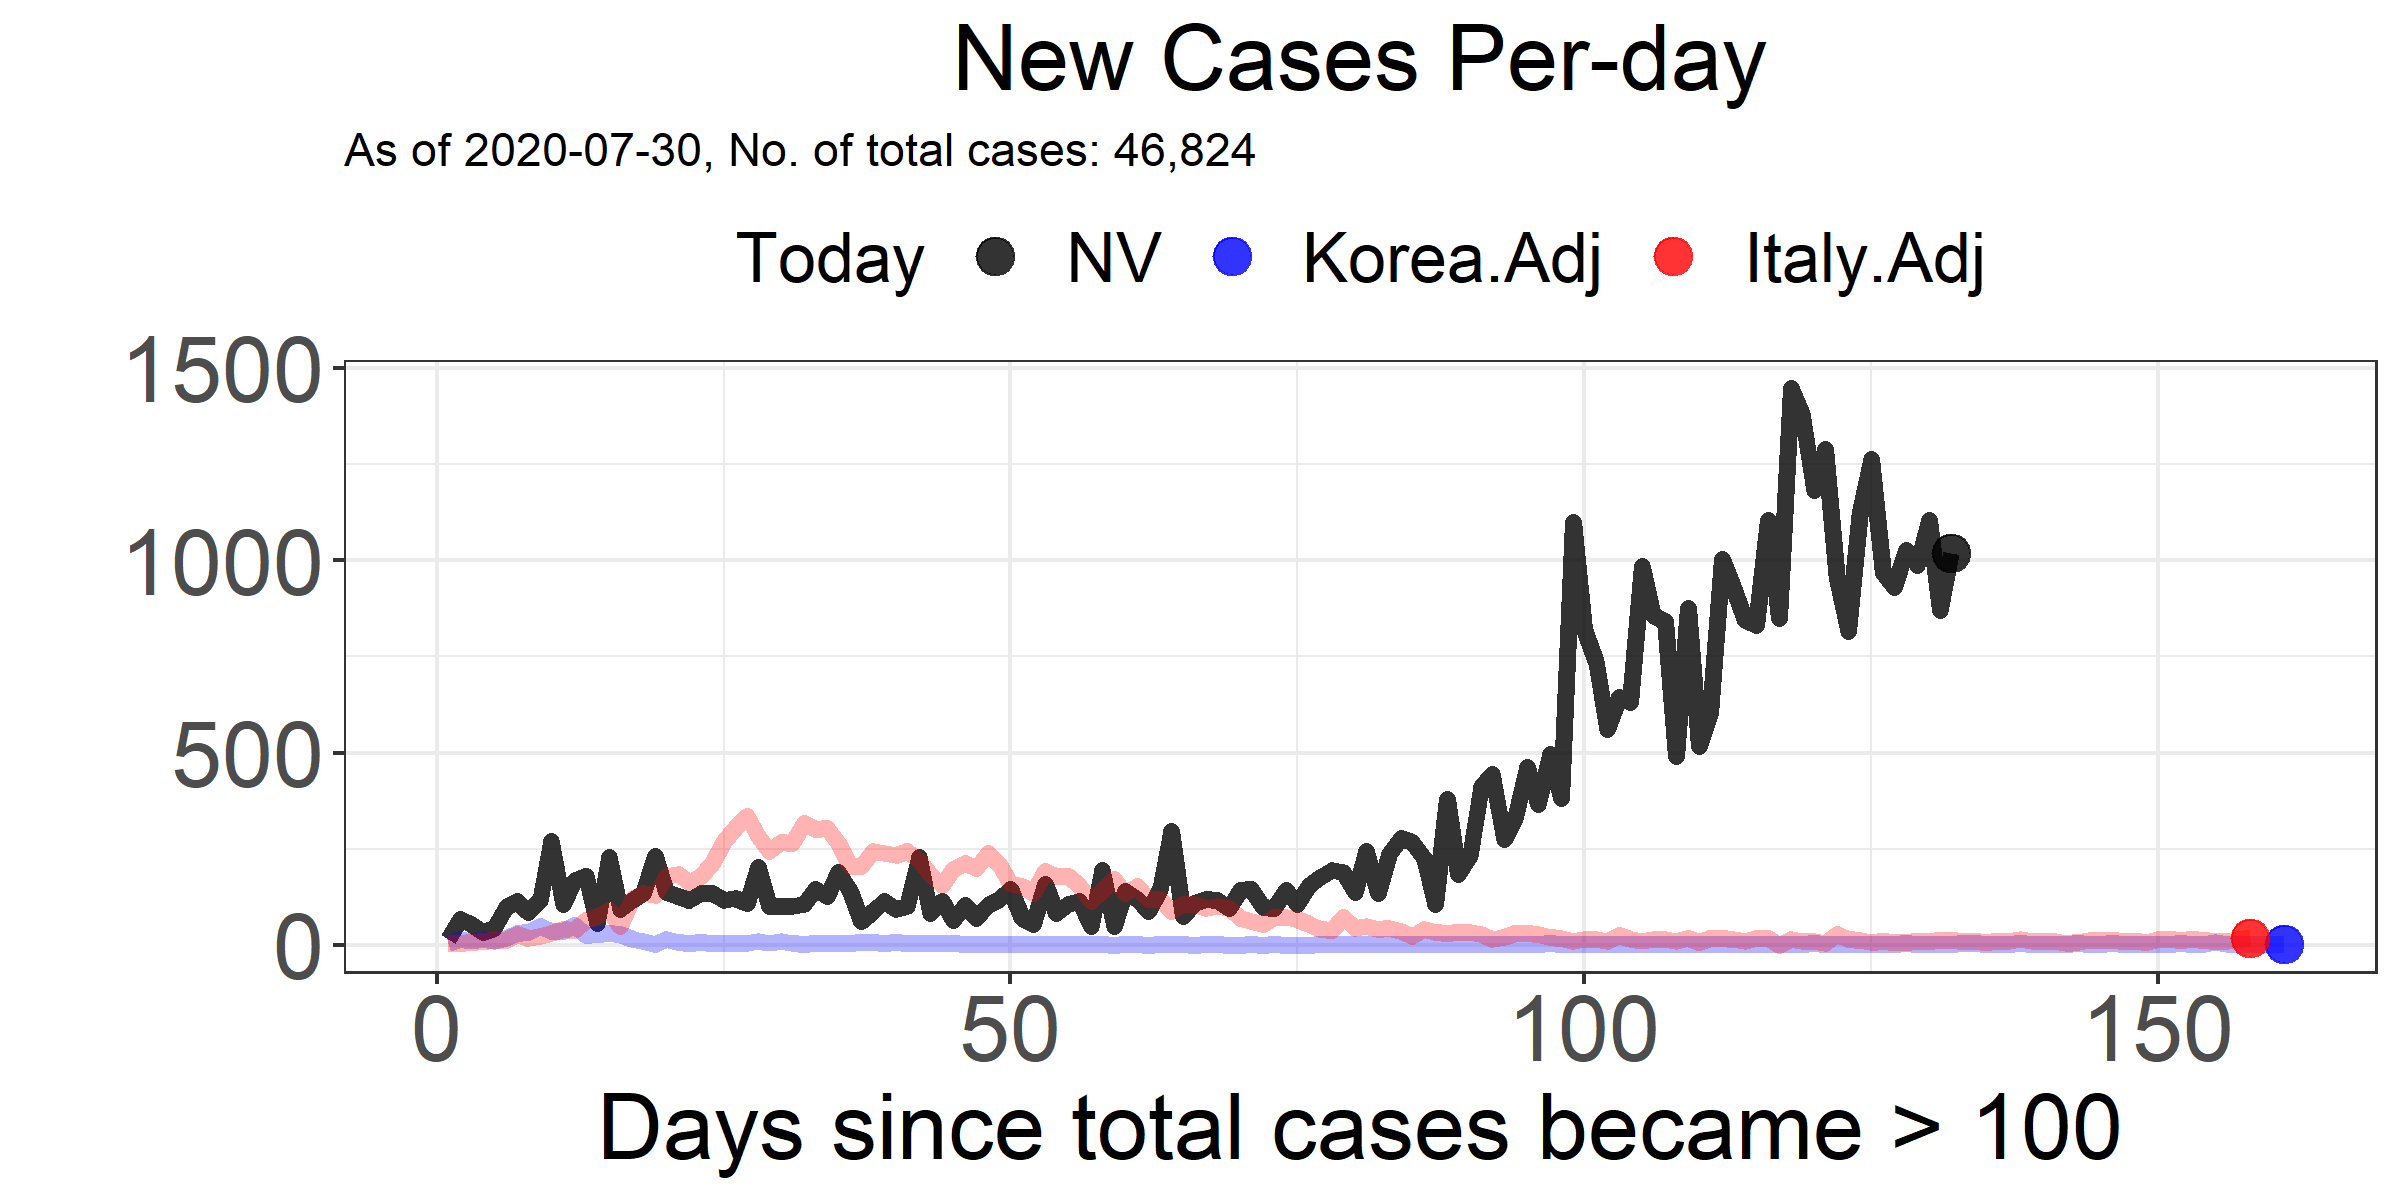 New Cases Per-day
As of 2020-07-30, No. of total cases: 46,824
Today NV Korea.Adj Italy.Adj
1500
1000
500
0
0 50 100 150
Days since total cases became > 100